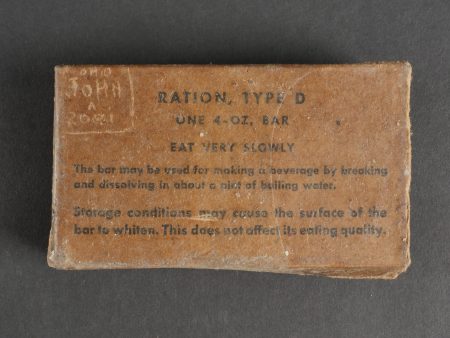 OHIO
JOHN
A
RATION, TYPE D
ONE 4-OZ. BAR
EAT VERY SLOWLY
The bar may be used for making a beverage by breaking
and dissolving in about a pint of boiling water.
Storage conditions may cause the surface of the
bar to whiten. This does not affect its eating quality.